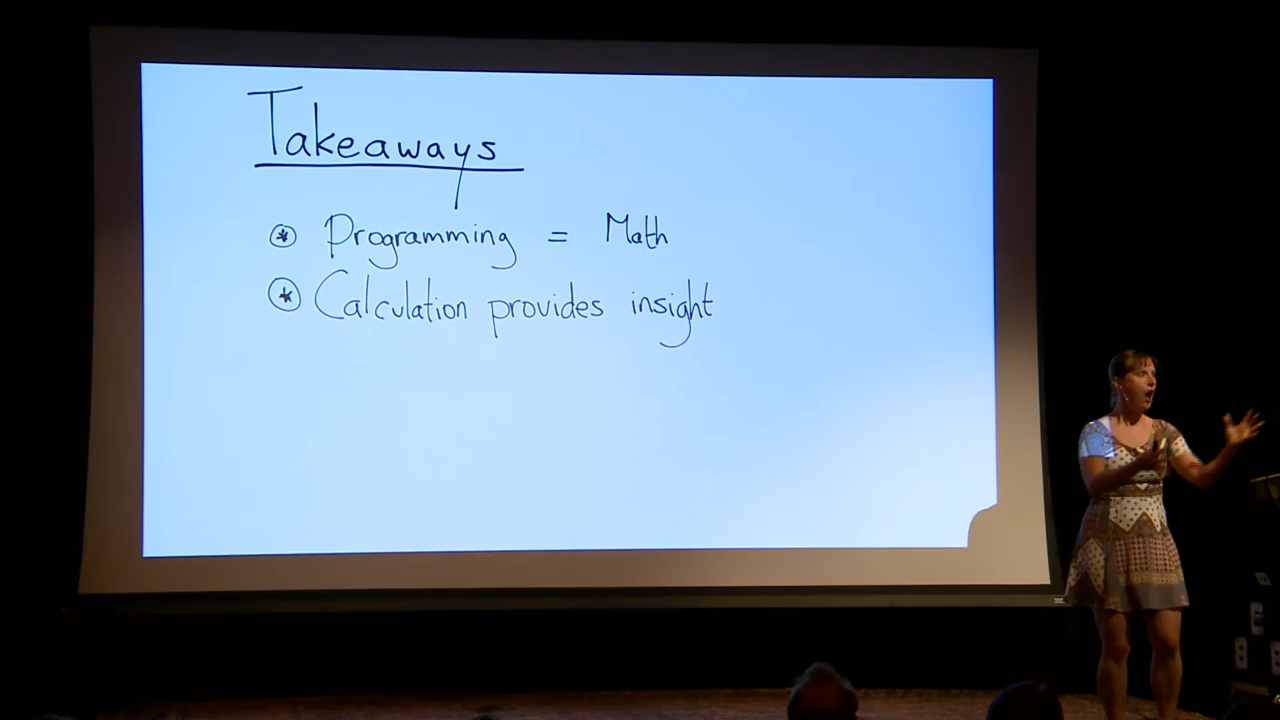 Takeaways
⊛ Programming = Math
⊛ Calculation provides insight